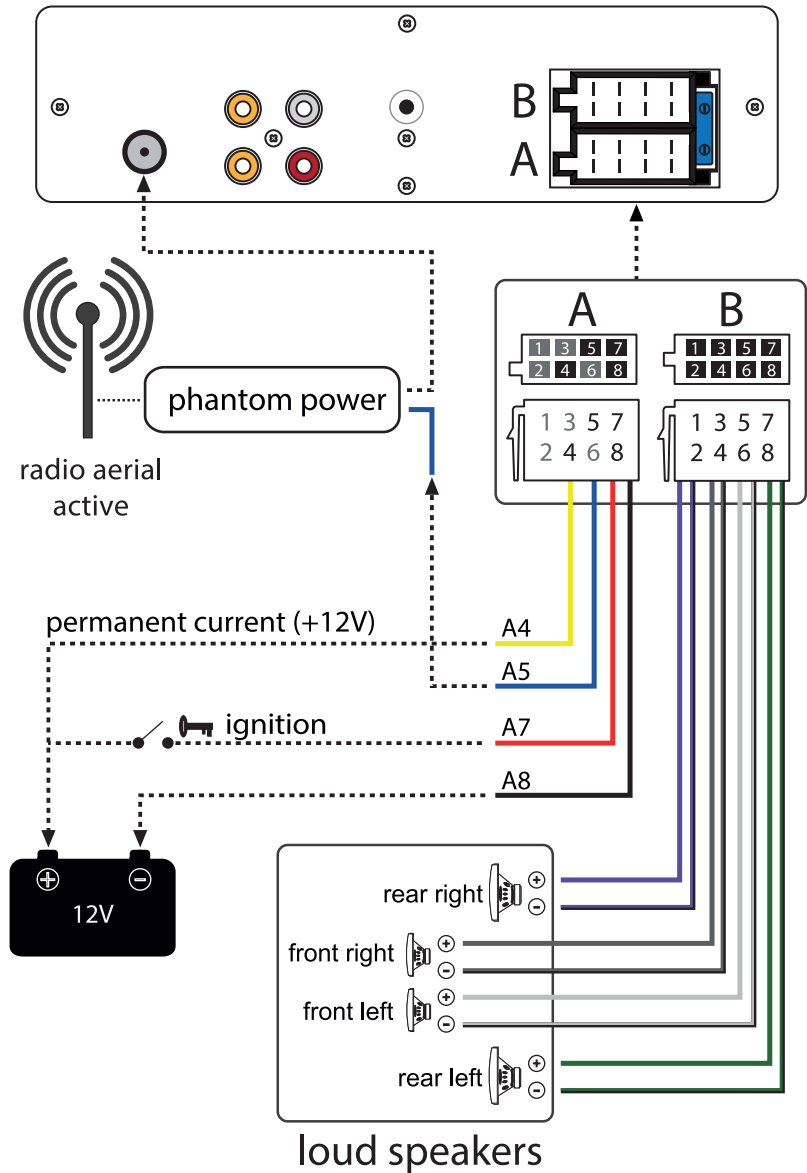 B
A
A B
1 3 5 7
2 4 6 8
1 3 5 7
2 4 6 8
1 3 5 7
2 4 6 8
1 3 5 7
2 4 6 8
phantom power
radio aerial
active
permanent current (+12V)
A4
A5
ignition
A7
A8
+ -
12V
rear right + -
front right + -
front left + -
rear left + -
loud speakers